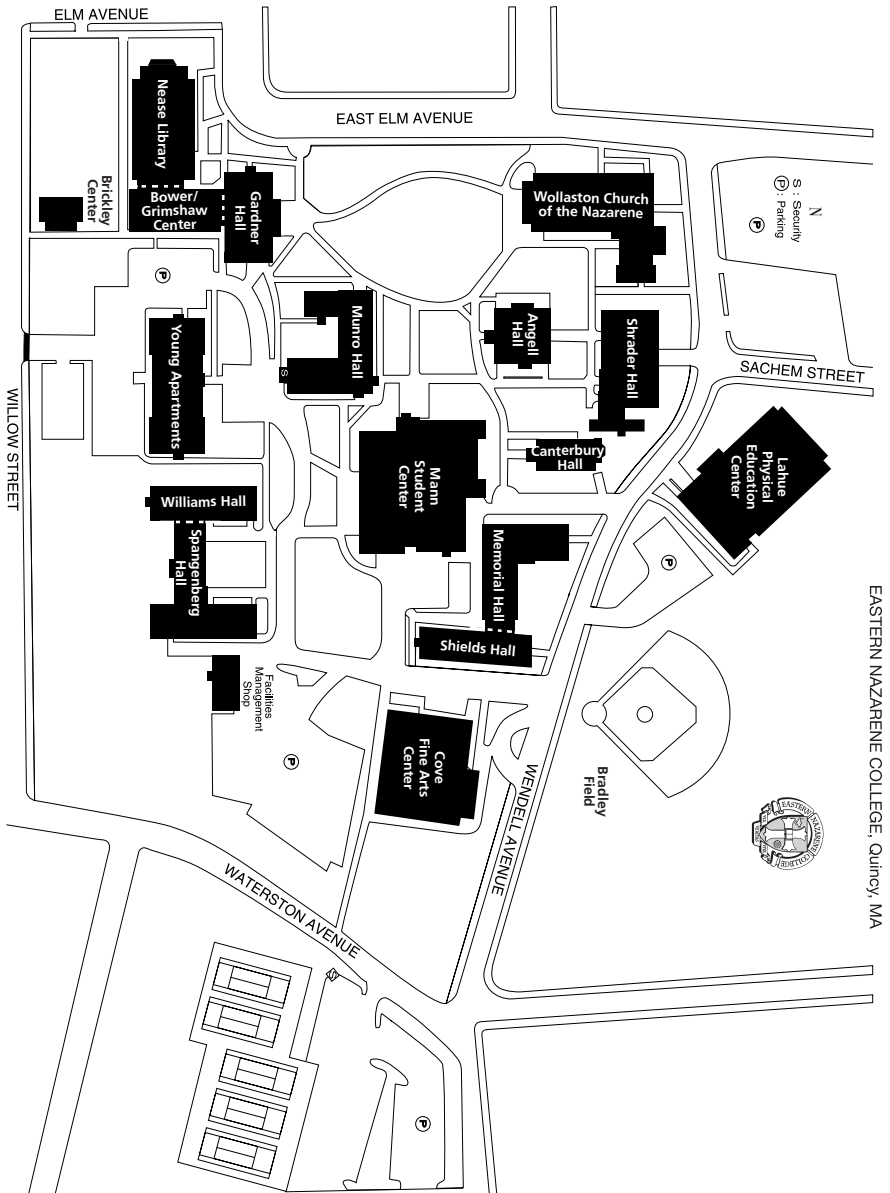 ELM AVENUE
EAST ELM AVENUE
Nease Library
Brickley
Center
Bower/
Grimshaw
Center
Gardner
Hall
Wollaston Church
of the Nazarene
N
S : Security
P : Parking
P
P
Young Apartments
Munro Hall
S
Angell
Hall
Shrader Hall
SACHEM STREET
WILLOW STREET
Mann
Student
Center
Canterbury
Hall
Lahue
Physical
Education
Center
Williams Hall
Spangenberg
Hall
Memorial Hall
Shields Hall
P
EASTERN NAZARENE COLLEGE, Quincy, MA
Facilities
Management
Shop
P
Cove
Fine Arts
Center
WENDELL AVENUE
Bradley
Field
EASTERN NAZARENE COLLEGE
WATERSTON AVENUE
P